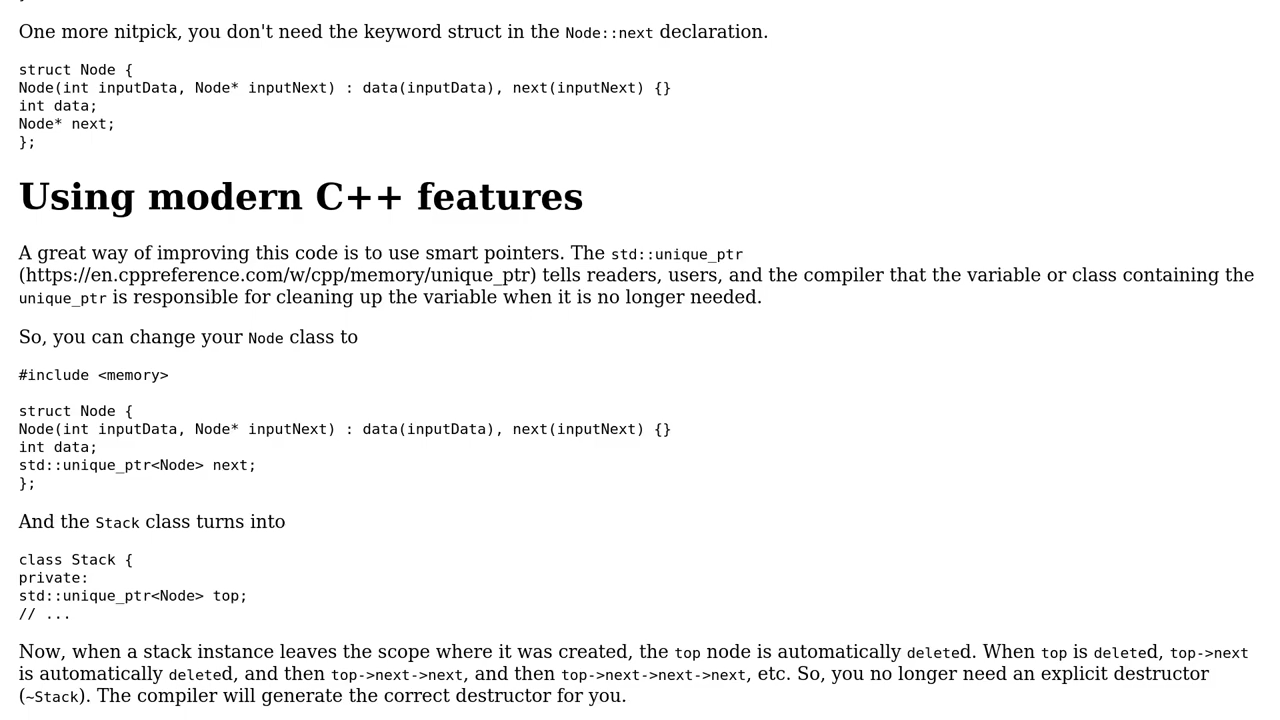 One more nitpick, you don't need the keyword struct in the Node::next declaration.
struct Node {
Node(int inputData, Node* inputNext) : data(inputData), next(inputNext) {}
int data;
Node* next;
};
Using modern C++ features
A great way of improving this code is to use smart pointers. The std::unique_ptr
(https://en.cppreference.com/w/cpp/memory/unique_ptr) tells readers, users, and the compiler that the variable or class containing the
unique_ptr is responsible for cleaning up the variable when it is no longer needed.
So, you can change your Node class to
#include <memory>
struct Node {
Node(int inputData, Node* inputNext) : data(inputData), next(inputNext) {}
int data;
std::unique_ptr<Node> next;
};
And the Stack class turns into
class Stack {
private:
std::unique_ptr<Node> top;
// ...
Now, when a stack instance leaves the scope where it was created, the top node is automatically deleted. When top is deleted, top->next
is automatically deleted, and then top->next->next, and then top->next->next->next, etc. So, you no longer need an explicit destructor
(~Stack). The compiler will generate the correct destructor for you.